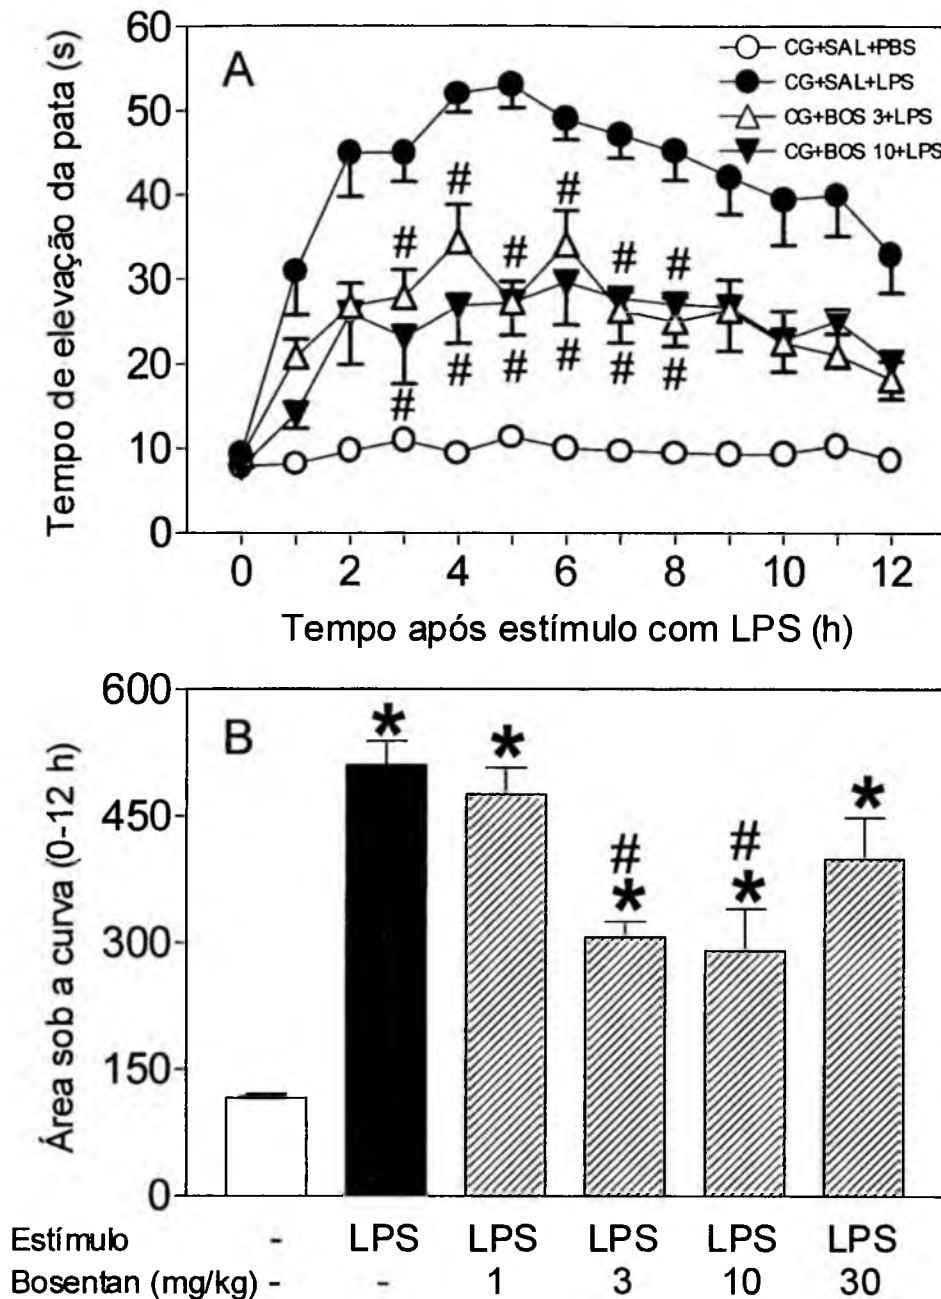 A
Tempo de elevação da pata (s)
60
50
40
30
20
10
0
CG+SAL+PBS
CG+SAL+LPS
CG+BOS 3+LPS
CG+BOS 10+LPS
# #
# # # #
# # # # #
#
0 2 4 6 8 10 12
Tempo após estímulo com LPS (h)
B
Área sob a curva (0-12 h)
600
450
300
150
0
* * *
# #
* *
Estímulo - LPS LPS LPS LPS LPS
Bosentan (mg/kg) - - 1 3 10 30